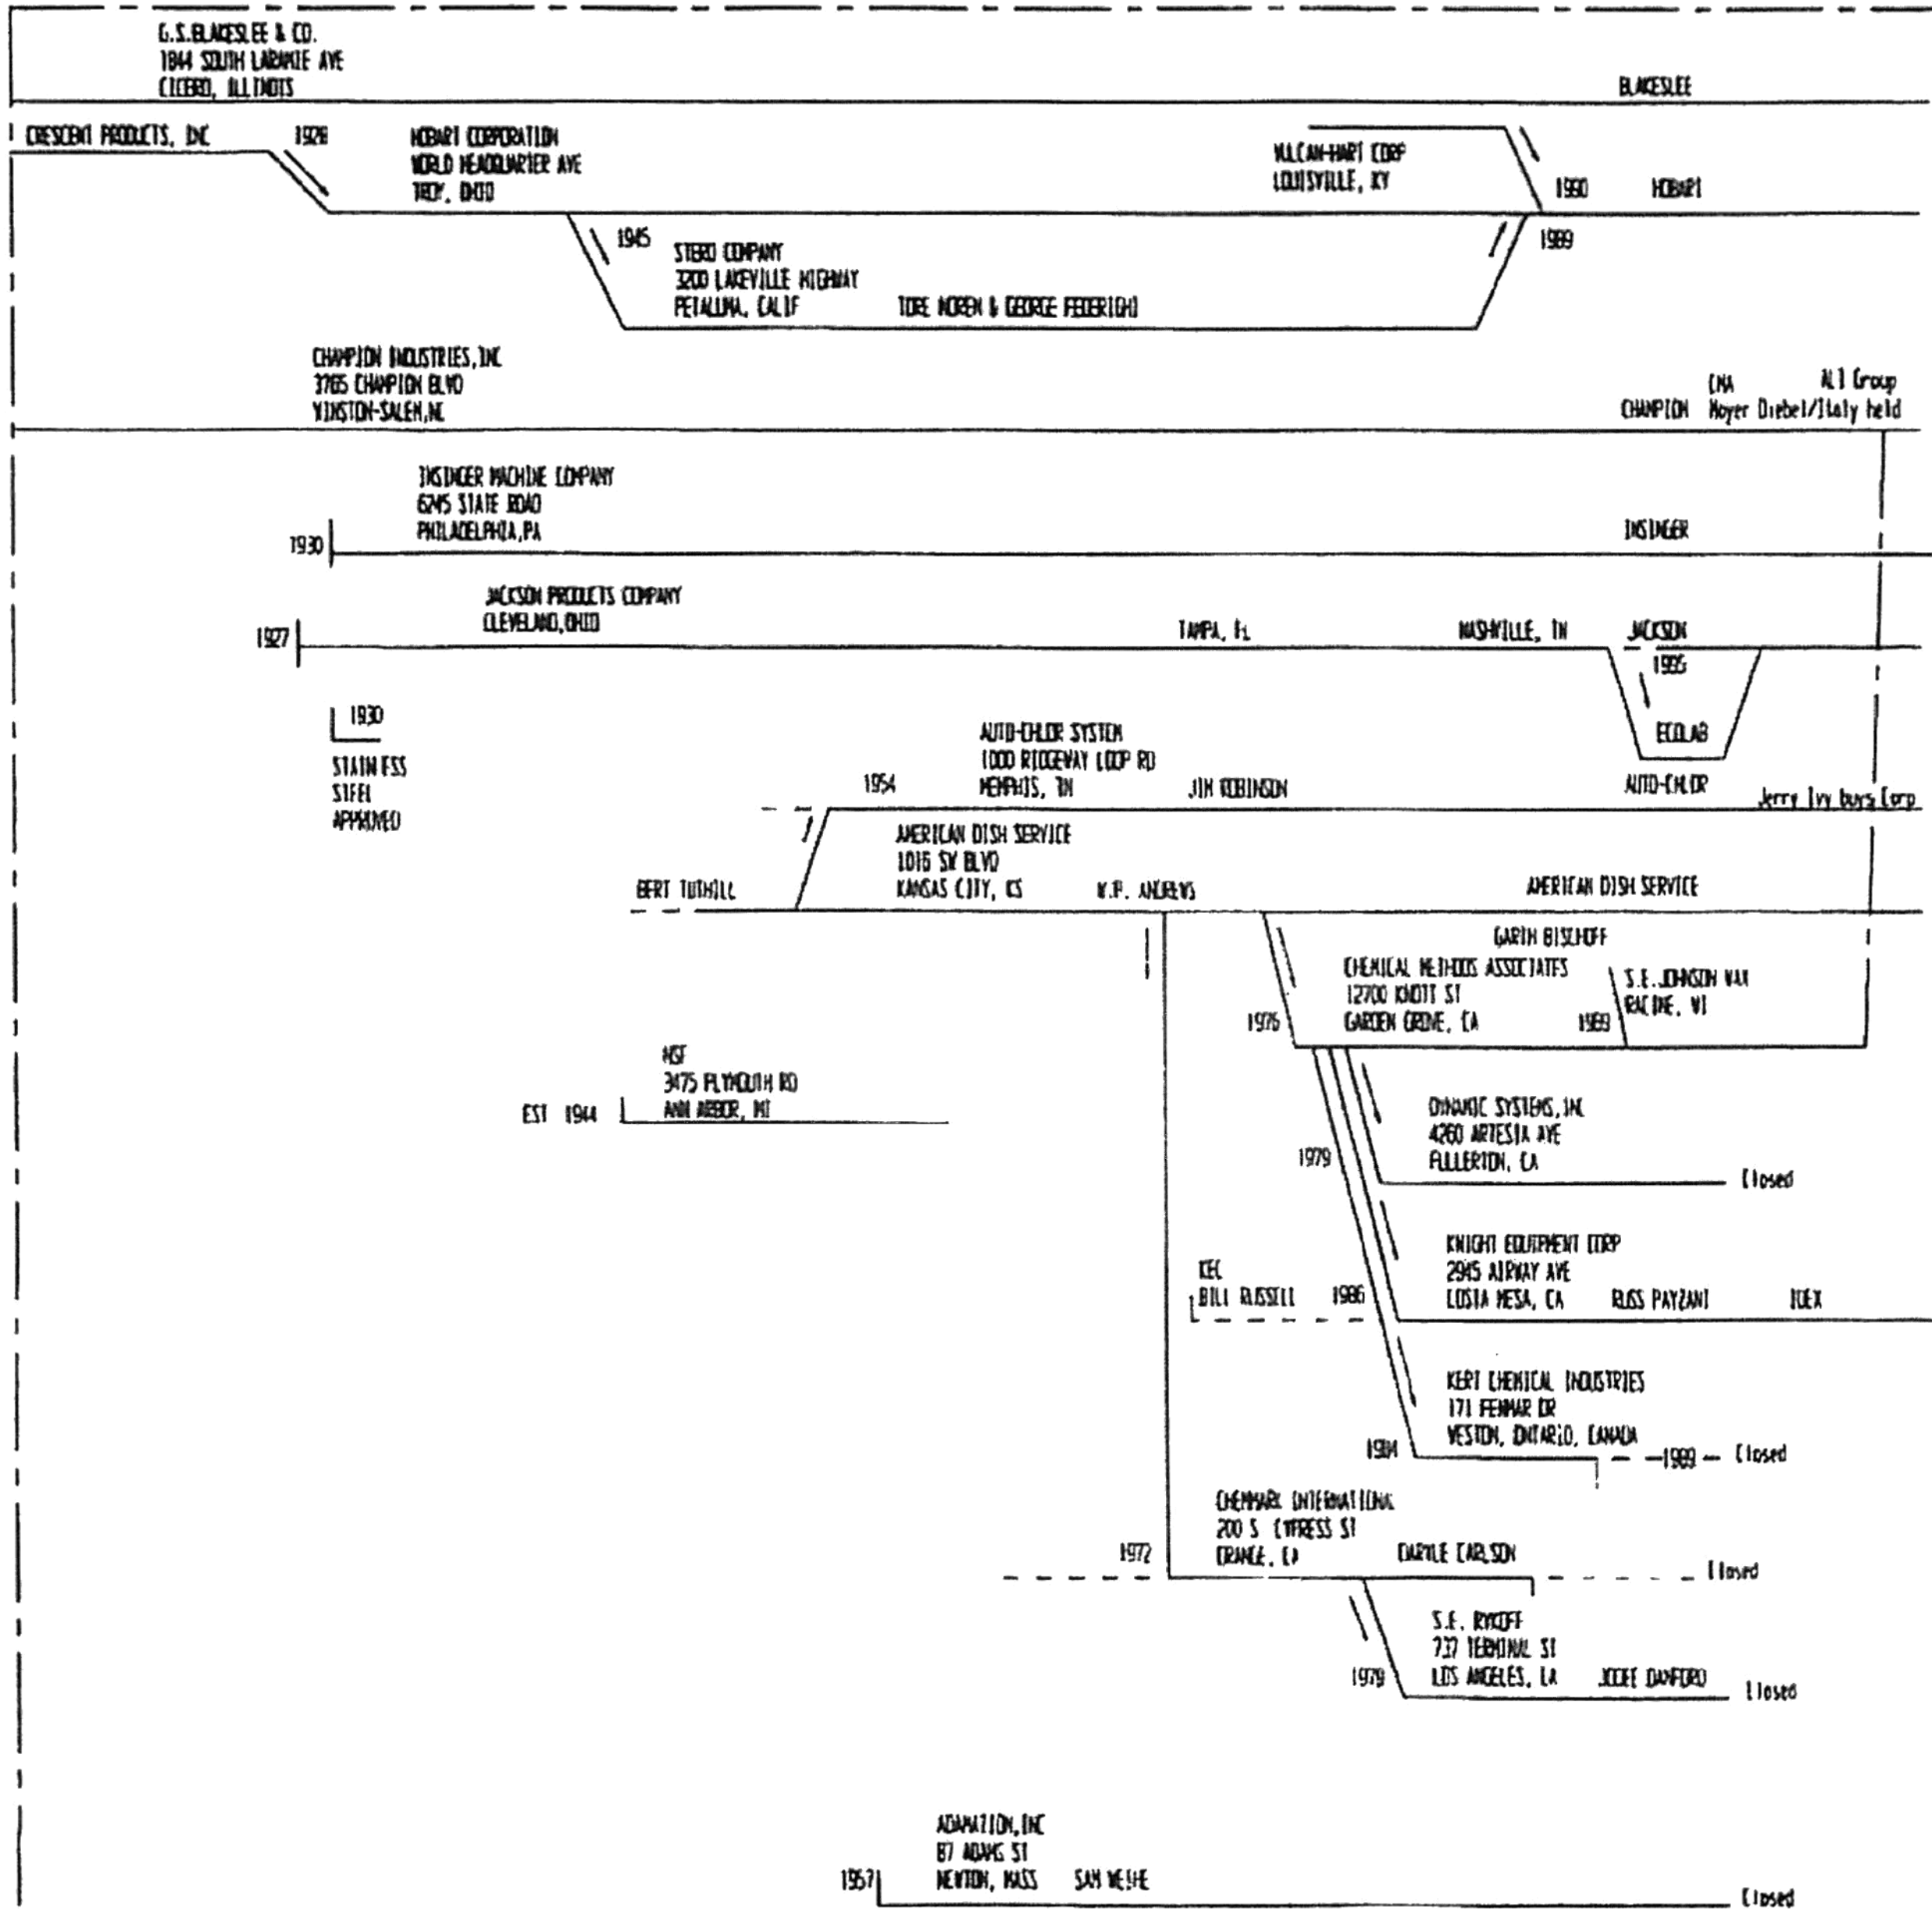 G.S.BLAKESLEE & CO.
1844 SOUTH LARAMIE AVE
CICERO, ILLINOIS
BLAKESLEE
CRESCENT PRODUCTS, INC
1926
HOBART CORPORATION
WORLD HEADQUARTER AVE
TROY, OHIO
VULCAN-HART CORP
LOUISVILLE, KY
1990
HOBART
1945
STERO COMPANY
3200 LAKEVILLE HIGHWAY
PETALUMA, CALIF
TORE NOREN & GEORGE FEDERIGHI
1989
CHAMPION INDUSTRIES,INC
3765 CHAMPION BLVD
WINSTON-SALEM,NC
CHAMPION
CMA
ALI Group
Moyer Diebel/Italy held
INSINGER MACHINE COMPANY
6245 STATE ROAD
PHILADELPHIA,PA
1930
INSINGER
JACKSON PRODUCTS COMPANY
CLEVELAND,OHIO
1927
TAMPA, FL
NASHVILLE, TN
JACKSON
1995
ECOLAB
1930
STAINLESS
STEEL
APPROVED
AUTO-CHLOR SYSTEM
1000 RIDGEWAY LOOP RD
MEMPHIS, TN
1954
JIM ROBINSON
AUTO-CHLOR
Jerry Ivy buys Corp
AMERICAN DISH SERVICE
1016 SW BLVD
KANSAS CITY, KS
BERT TUTHILL
W.P. ANDREWS
AMERICAN DISH SERVICE
GARTH BISCHOFF
CHEMICAL METHODS ASSOCIATES
12700 KNOTT ST
GARDEN GROVE, CA
1976
1989
S.E.JOHNSON WAX
RACINE, WI
NSF
3475 PLYMOUTH RD
ANN ARBOR, MI
EST 1944
DYNAMIC SYSTEMS,INC
4260 ARTESIA AVE
FULLERTON, CA
1979
Closed
KNIGHT EQUIPMENT CORP
2945 AIRWAY AVE
COSTA MESA, CA
RUSS PAYZANT
IDEX
KEC
BILL RUSSELL
1986
KERT CHEMICAL INDUSTRIES
171 FENMAR DR
WESTON, ONTARIO, CANADA
1984
1989
Closed
CHEMMARK INTERNATIONAL
200 S CYPRESS ST
ORANGE, CA
1972
DARYLE CARLSON
Closed
S.E. RYKOFF
737 TERMINAL ST
LOS ANGELES, CA
1979
JODEE DANFORD
Closed
ADAMATION,INC
87 ADAMS ST
NEWTON, MASS
1957
SAM
Closed